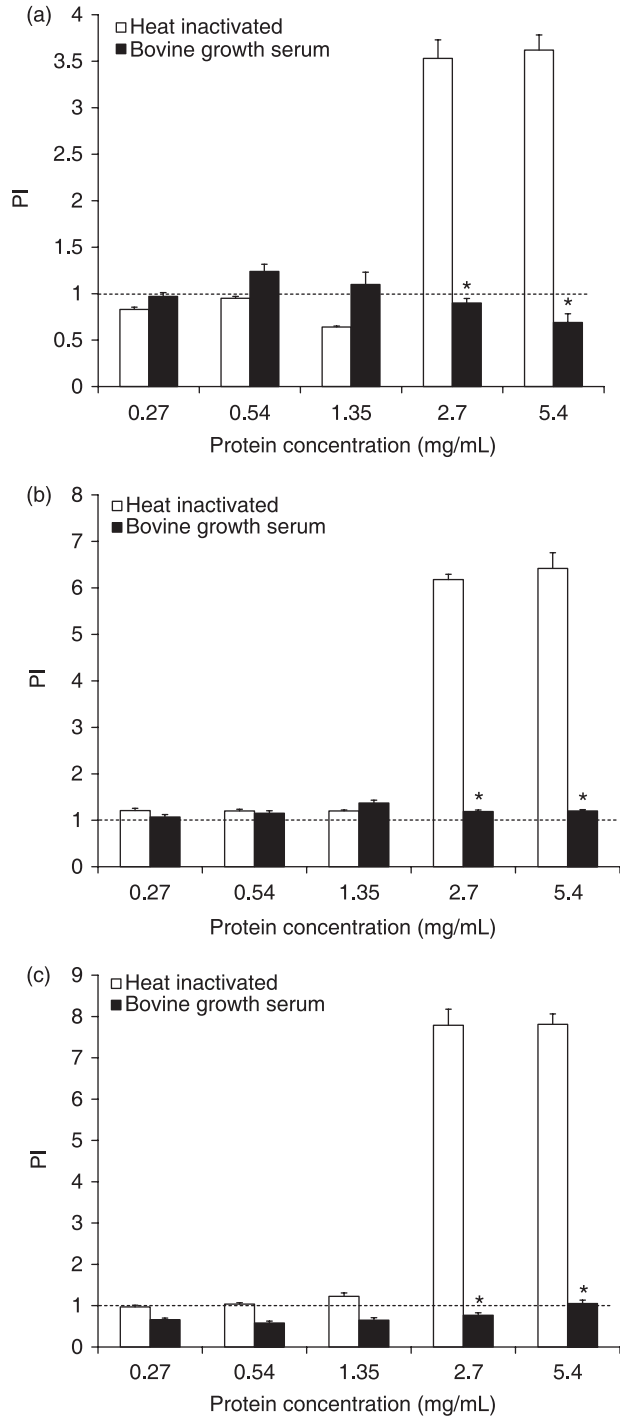 (a)
Heat inactivated
Bovine growth serum
4
3.5
3
2.5
2
1.5
1
0.5
0
PI
*
*
0.27 0.54 1.35 2.7 5.4
Protein concentration (mg/mL)
(b)
Heat inactivated
Bovine growth serum
8
7
6
5
4
3
2
1
0
PI
*
*
0.27 0.54 1.35 2.7 5.4
Protein concentration (mg/mL)
(c)
Heat inactivated
Bovine growth serum
9
8
7
6
5
4
3
2
1
0
PI
*
*
0.27 0.54 1.35 2.7 5.4
Protein concentration (mg/mL)